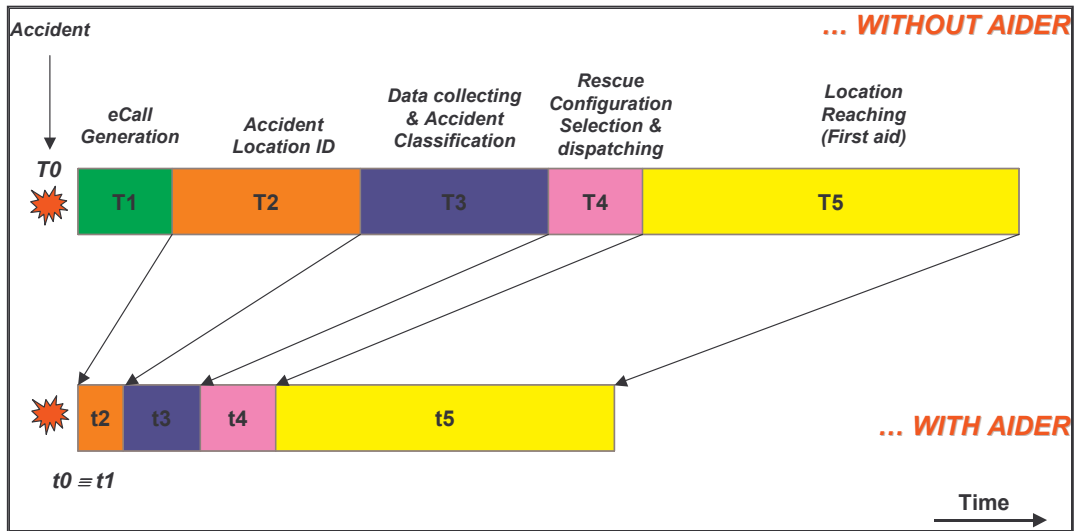 Accident
... WITHOUT AIDER
eCall
Generation
Accident
Location ID
Data collecting
& Accident
Classification
Rescue
Configuration
Selection &
dispatching
Location
Reaching
(First aid)
T0
T1
T2
T3
T4
T5
t2
t3
t4
t5
... WITH AIDER
t0 ≡ t1
Time